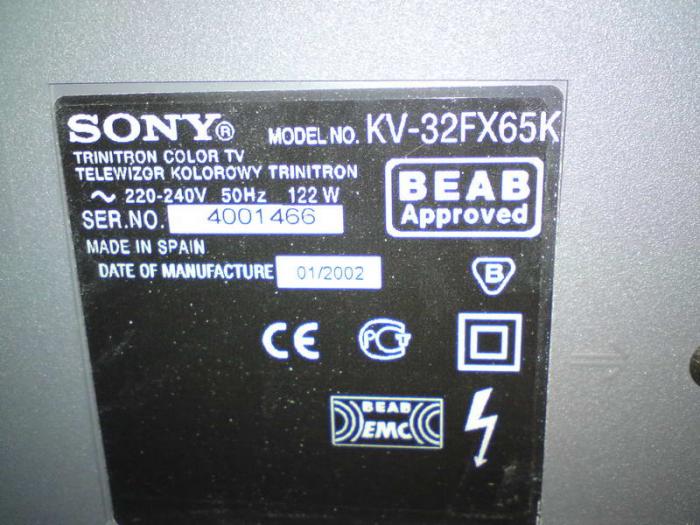 SONY® MODEL NO. KV-32FX65K
TRINITRON COLOR TV
TELEWIZOR KOLOROWY TRINITRON
~ 220-240V 50Hz 122 W
SER.NO. 4001466
MADE IN SPAIN
DATE OF MANUFACTURE 01/2002
BEAB
Approved
B
CE
PCT
BEAB
EMC